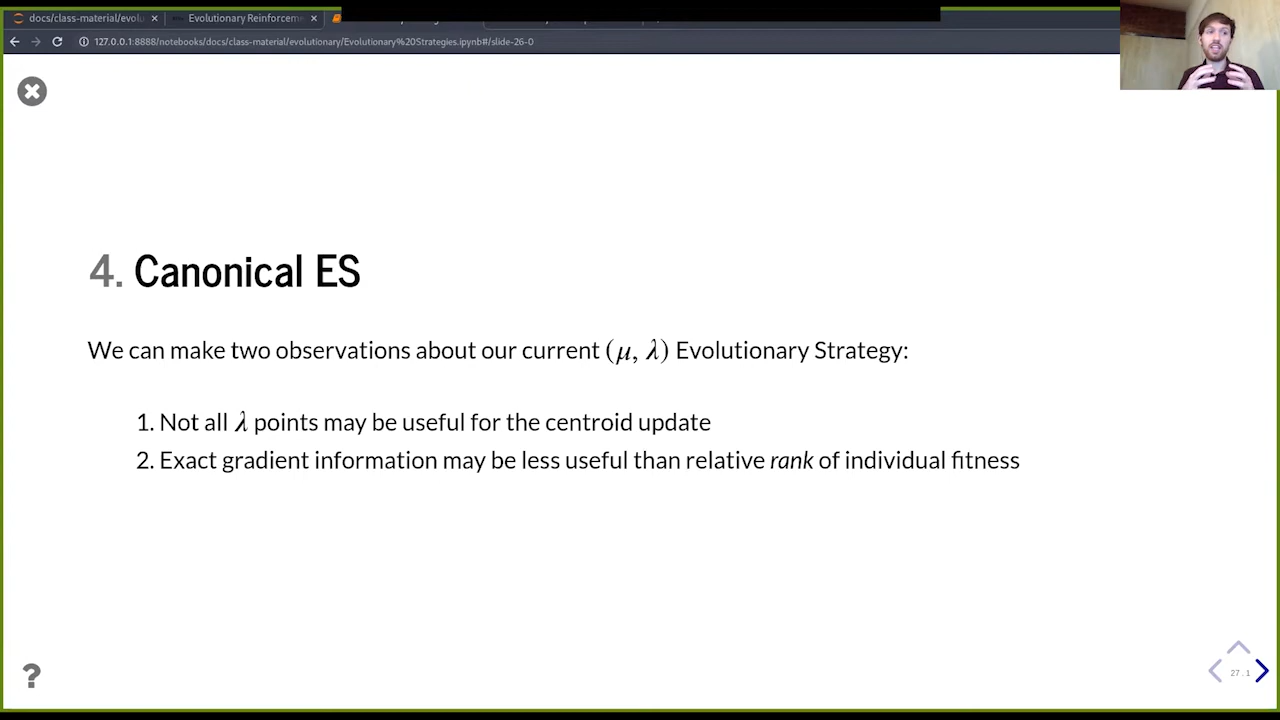 docs/class-material/evolu
Evolutionary Reinforcem
127.0.0.1:8888/notebooks/docs/class-material/evolutionary/Evolutionary%20Strategies.ipynb#/slide-26-0
4. Canonical ES
We can make two observations about our current (μ, λ) Evolutionary Strategy:
1. Not all λ points may be useful for the centroid update
2. Exact gradient information may be less useful than relative rank of individual fitness
?
27.1